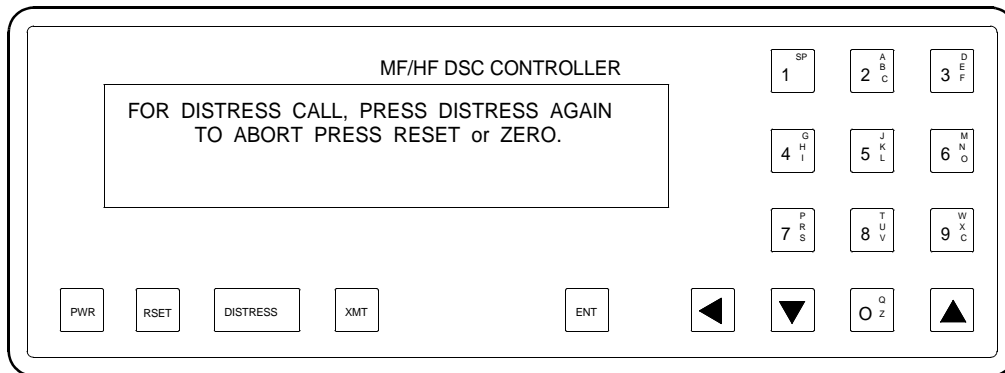 MF/HF DSC CONTROLLER
FOR DISTRESS CALL, PRESS DISTRESS AGAIN
TO ABORT PRESS RESET or ZERO.
1 SP
2 A B C
3 D E F
4 G H I
5 J K L
6 M N O
7 P R S
8 T U V
9 W X C
PWR
RSET
DISTRESS
XMT
ENT
O Q Z